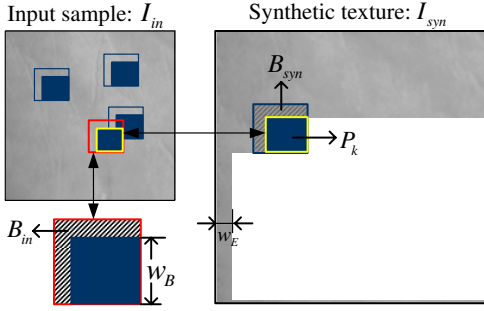 Input sample: I_in
Synthetic texture: I_syn
B_syn
P_k
B_in
w_E
w_B